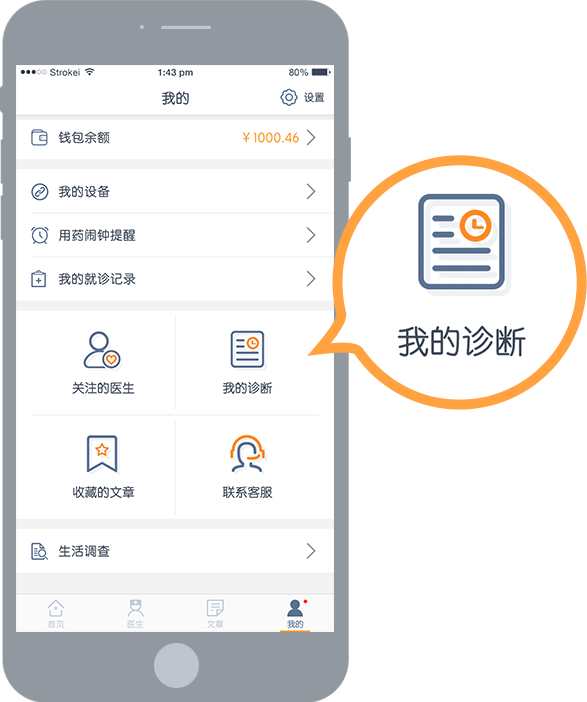 Strokei 1:43 pm 80%
我的 设置
钱包余额 ¥1000.46
我的设备
用药闹钟提醒
我的就诊记录
关注的医生 我的诊断
收藏的文章 联系客服
生活调查
首页 医生 文章 我的
我的诊断